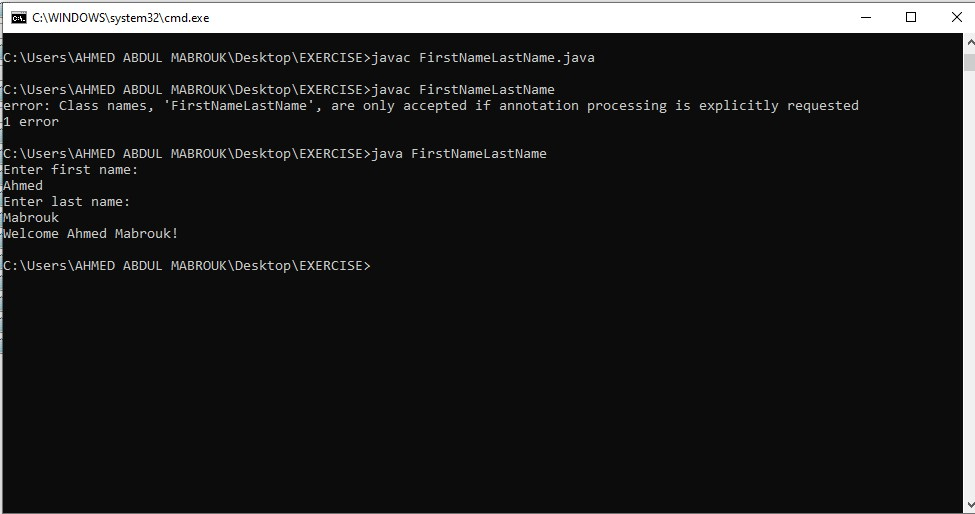 C:\WINDOWS\system32\cmd.exe
C:\Users\AHMED ABDUL MABROUK\Desktop\EXERCISE>javac FirstNameLastName.java
C:\Users\AHMED ABDUL MABROUK\Desktop\EXERCISE>javac FirstNameLastName
error: Class names, 'FirstNameLastName', are only accepted if annotation processing is explicitly requested
1 error
C:\Users\AHMED ABDUL MABROUK\Desktop\EXERCISE>java FirstNameLastName
Enter first name:
Ahmed
Enter last name:
Mabrouk
Welcome Ahmed Mabrouk!
C:\Users\AHMED ABDUL MABROUK\Desktop\EXERCISE>